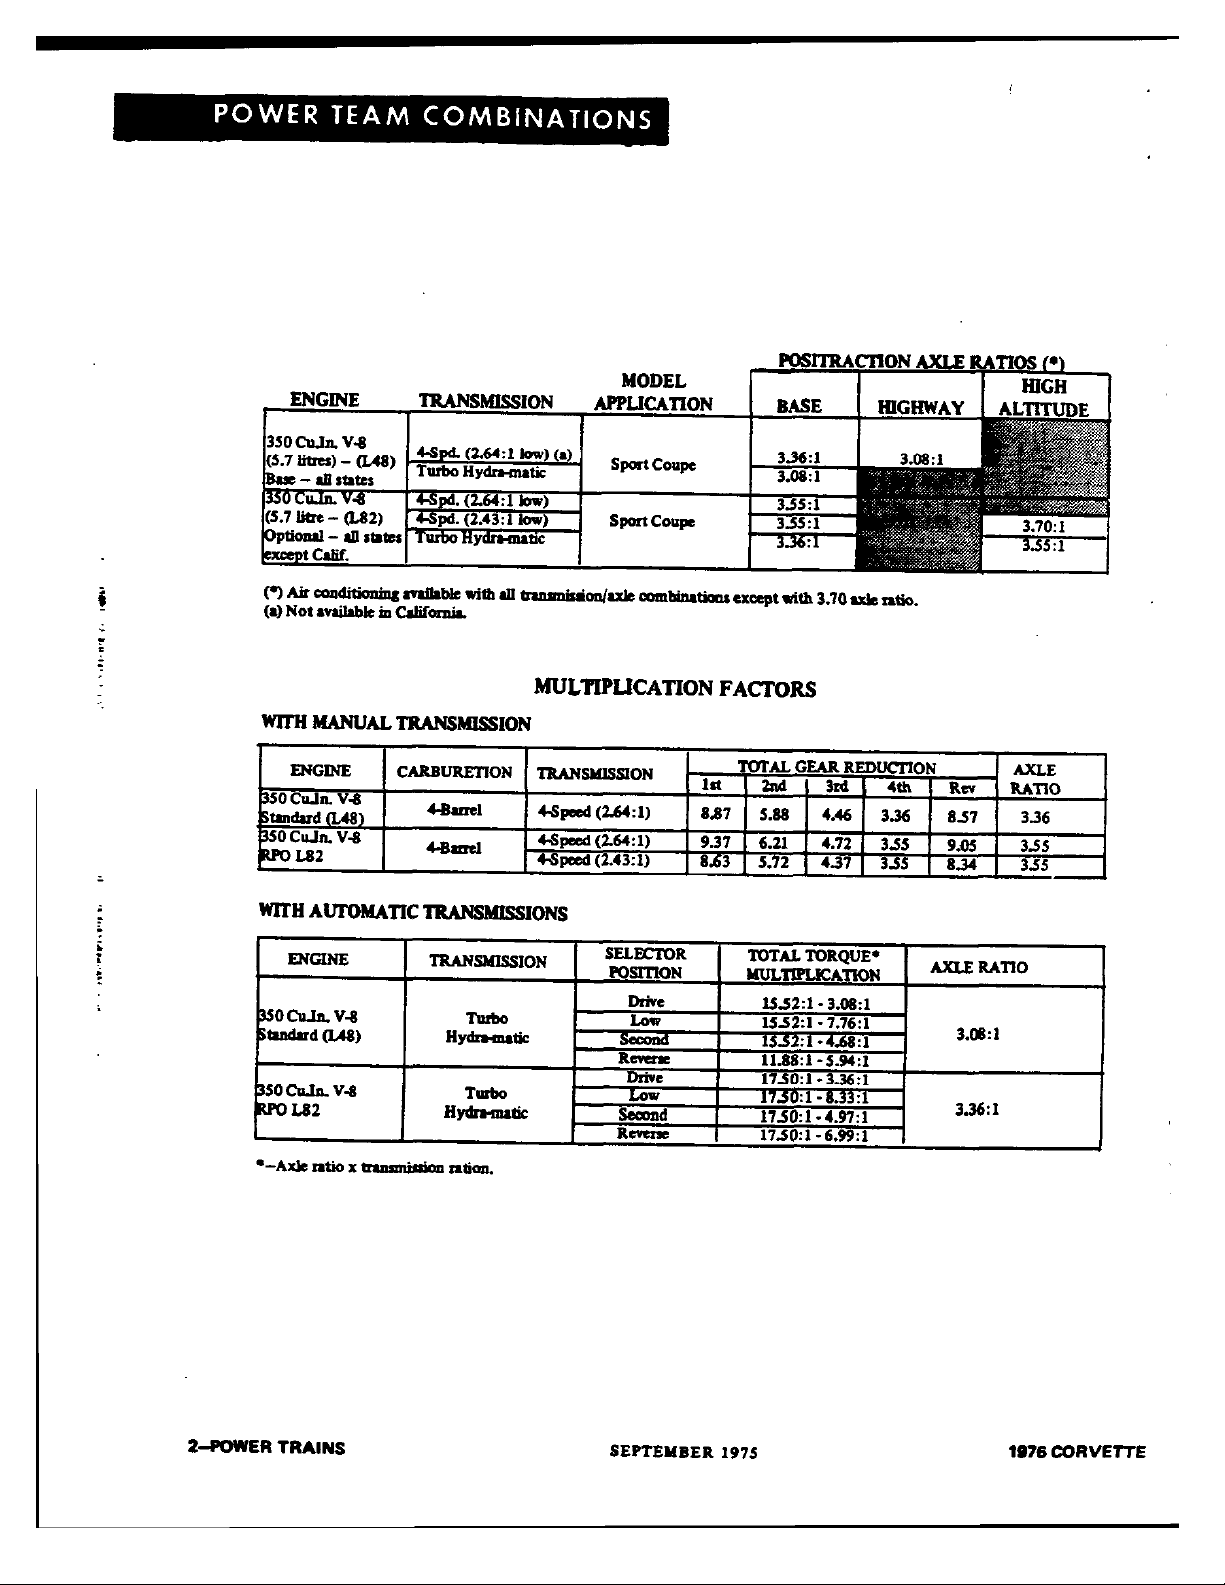 POWER TEAM COMBINATIONS
POSITRACTION AXLE RATIOS (*)
ENGINE TRANSMISSION MODEL APPLICATION BASE HIGHWAY HIGH ALTITUDE
350 Cu.In. V-8
(5.7 litres) – (L48)
Base – all states
4-Spd. (2.64:1 low) (a) Sport Coupe 3.36:1 3.08:1
Turbo Hydra-matic 3.08:1
350 Cu.In. V-8
(5.7 litre – (L82)
Optional – all states
except Calif.
4-Spd. (2.64:1 low) 3.55:1
4-Spd. (2.43:1 low) Sport Coupe 3.55:1 3.70:1
Turbo Hydra-matic 3.36:1 3.55:1
(*) Air conditioning available with all transmission/axle combinations except with 3.70 axle ratio.
(a) Not available in California.
MULTIPLICATION FACTORS
WITH MANUAL TRANSMISSION
ENGINE CARBURETION TRANSMISSION TOTAL GEAR REDUCTION AXLE RATIO
1st 2nd 3rd 4th Rev
350 Cu.In. V-8
Standard (L48) 4-Barrel 4-Speed (2.64:1) 8.87 5.88 4.46 3.36 8.57 3.36
350 Cu.In. V-8
RPO L82 4-Barrel 4-Speed (2.64:1) 9.37 6.21 4.72 3.55 9.05 3.55
4-Speed (2.43:1) 8.63 5.72 4.37 3.55 8.34 3.55
WITH AUTOMATIC TRANSMISSIONS
ENGINE TRANSMISSION SELECTOR POSITION TOTAL TORQUE* MULTIPLICATION AXLE RATIO
350 Cu.In. V-8
Standard (L48)
Turbo
Hydra-matic
Drive 15.52:1 - 3.08:1
Low 15.52:1 - 7.76:1
Second 15.52:1 - 4.68:1
Reverse 11.88:1 - 5.94:1
3.08:1
350 Cu.In. V-8
RPO L82
Turbo
Hydra-matic
Drive 17.50:1 - 3.36:1
Low 17.50:1 - 8.33:1
Second 17.50:1 - 4.97:1
Reverse 17.50:1 - 6.99:1
3.36:1
*–Axle ratio x transmission ration.
2–POWER TRAINS SEPTEMBER 1975 1976 CORVETTE